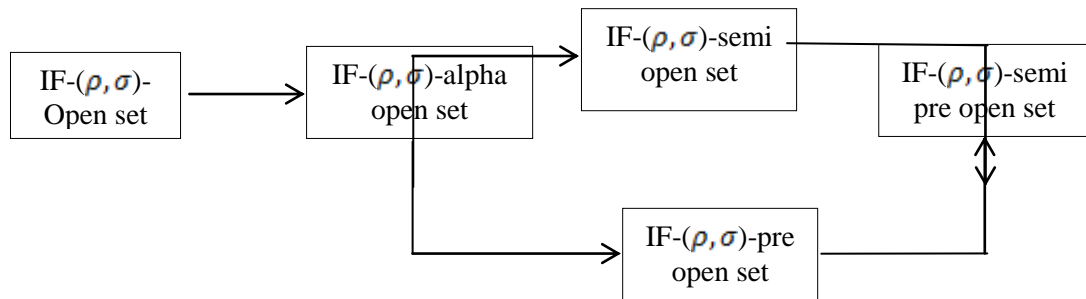 IF-(ρ, σ)-
Open set
IF-(ρ, σ)-alpha
open set
IF-(ρ, σ)-semi
open set
IF-(ρ, σ)-semi
pre open set
IF-(ρ, σ)-pre
open set